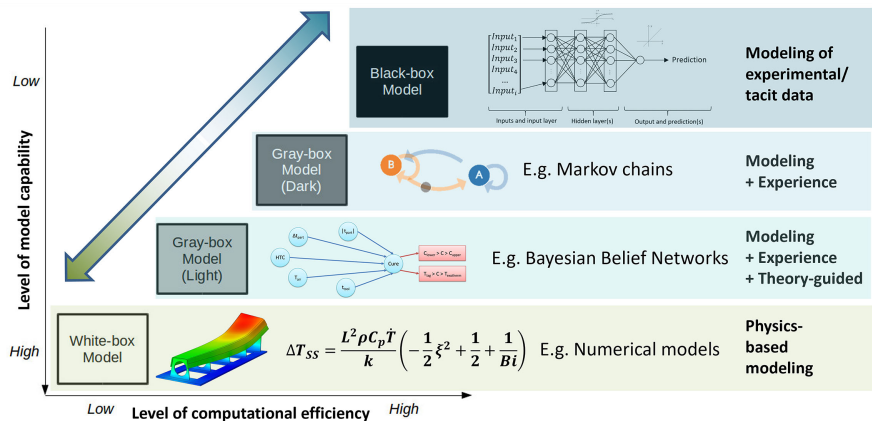 Low
Level of model capability
High
Black-box
Model
Input₁
Input₂
Input₃
Input₄
...
Inputᵢ
Prediction
Inputs and input layer
Hidden layer(s)
Output and prediction(s)
Modeling of
experimental/
tacit data
Gray-box
Model
(Dark)
B
A
E.g. Markov chains
Modeling
+ Experience
Gray-box
Model
(Light)
HTC
Cure
E.g. Bayesian Belief Networks
Modeling
+ Experience
+ Theory-guided
White-box
Model
ΔT_SS = L²ρC_pṪ / k (−1/2 ξ² + 1/2 + 1/Bi)
E.g. Numerical models
Physics-
based
modeling
Low
Level of computational efficiency
High